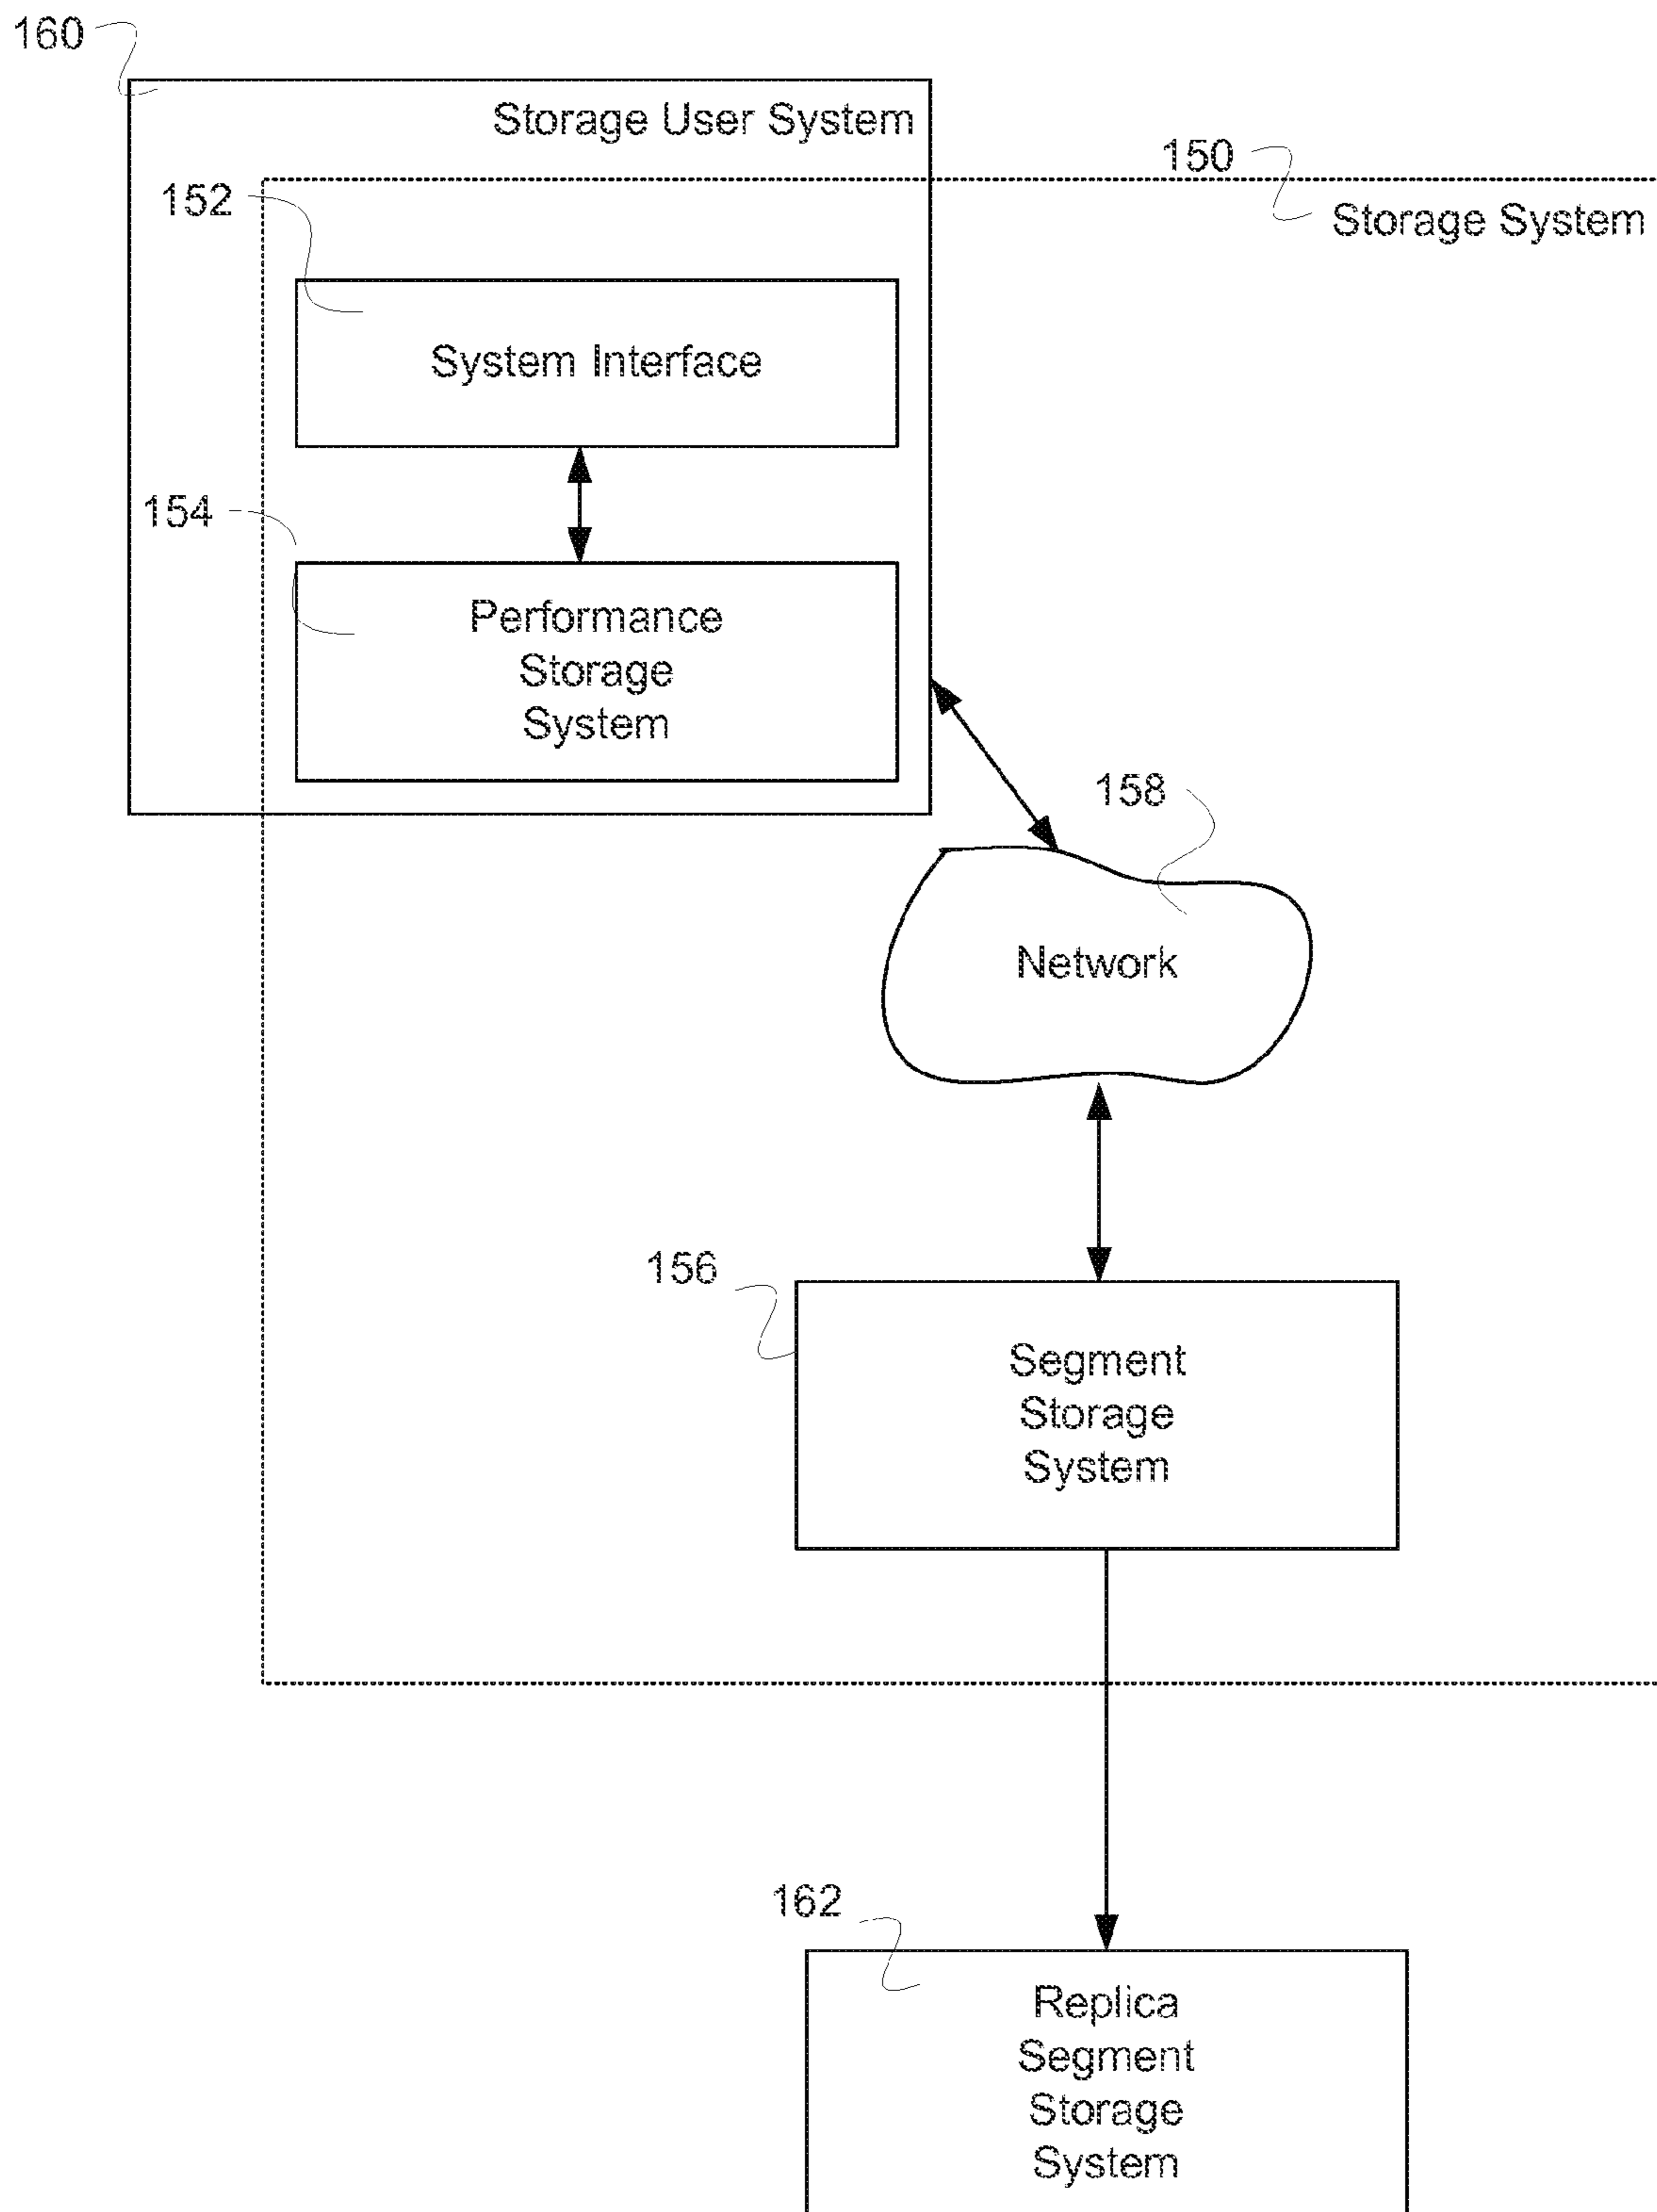 160
Storage User System
150
Storage System
152
System Interface
154
Performance
Storage
System
158
Network
156
Segment
Storage
System
162
Replica
Segment
Storage
System